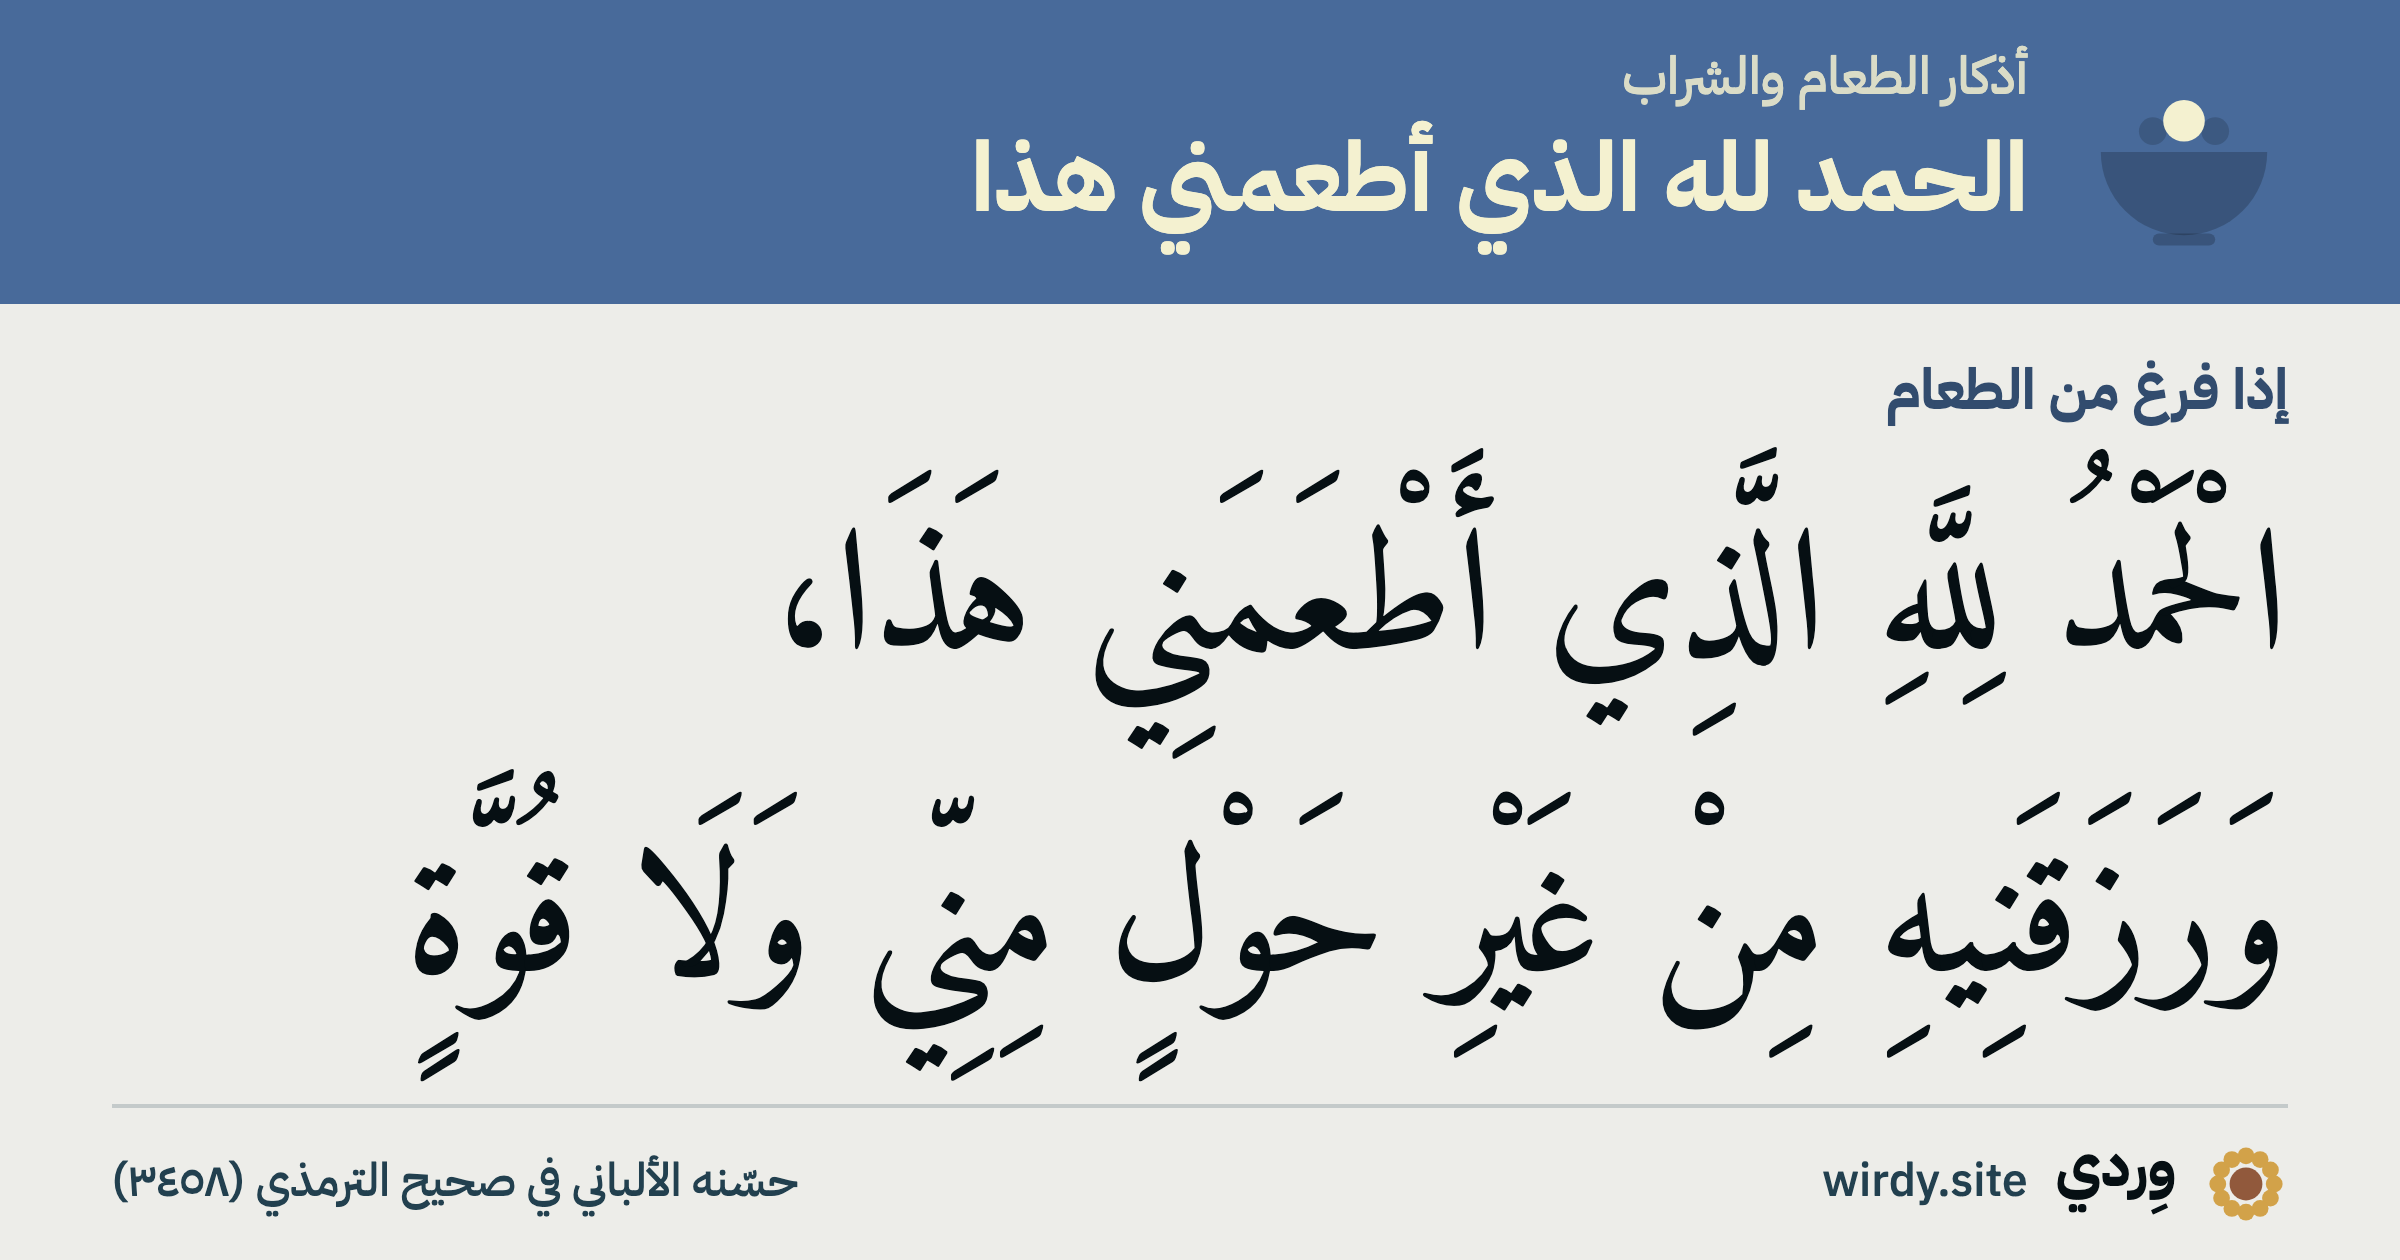 أذكار الطعام والشراب
الحمد لله الذي أطعمني هذا
إذا فرغ من الطعام
الْحَمْدُ لِلَّهِ الَّذِي أَطْعَمَنِي هَذَا،
وَرَزَقَنِيهِ مِنْ غَيْرِ حَوْلٍ مِنِّي وَلَا قُوَّةٍ
وِردي wirdy.site
حسّنه الألباني في صحيح الترمذي (٣٤٥٨)